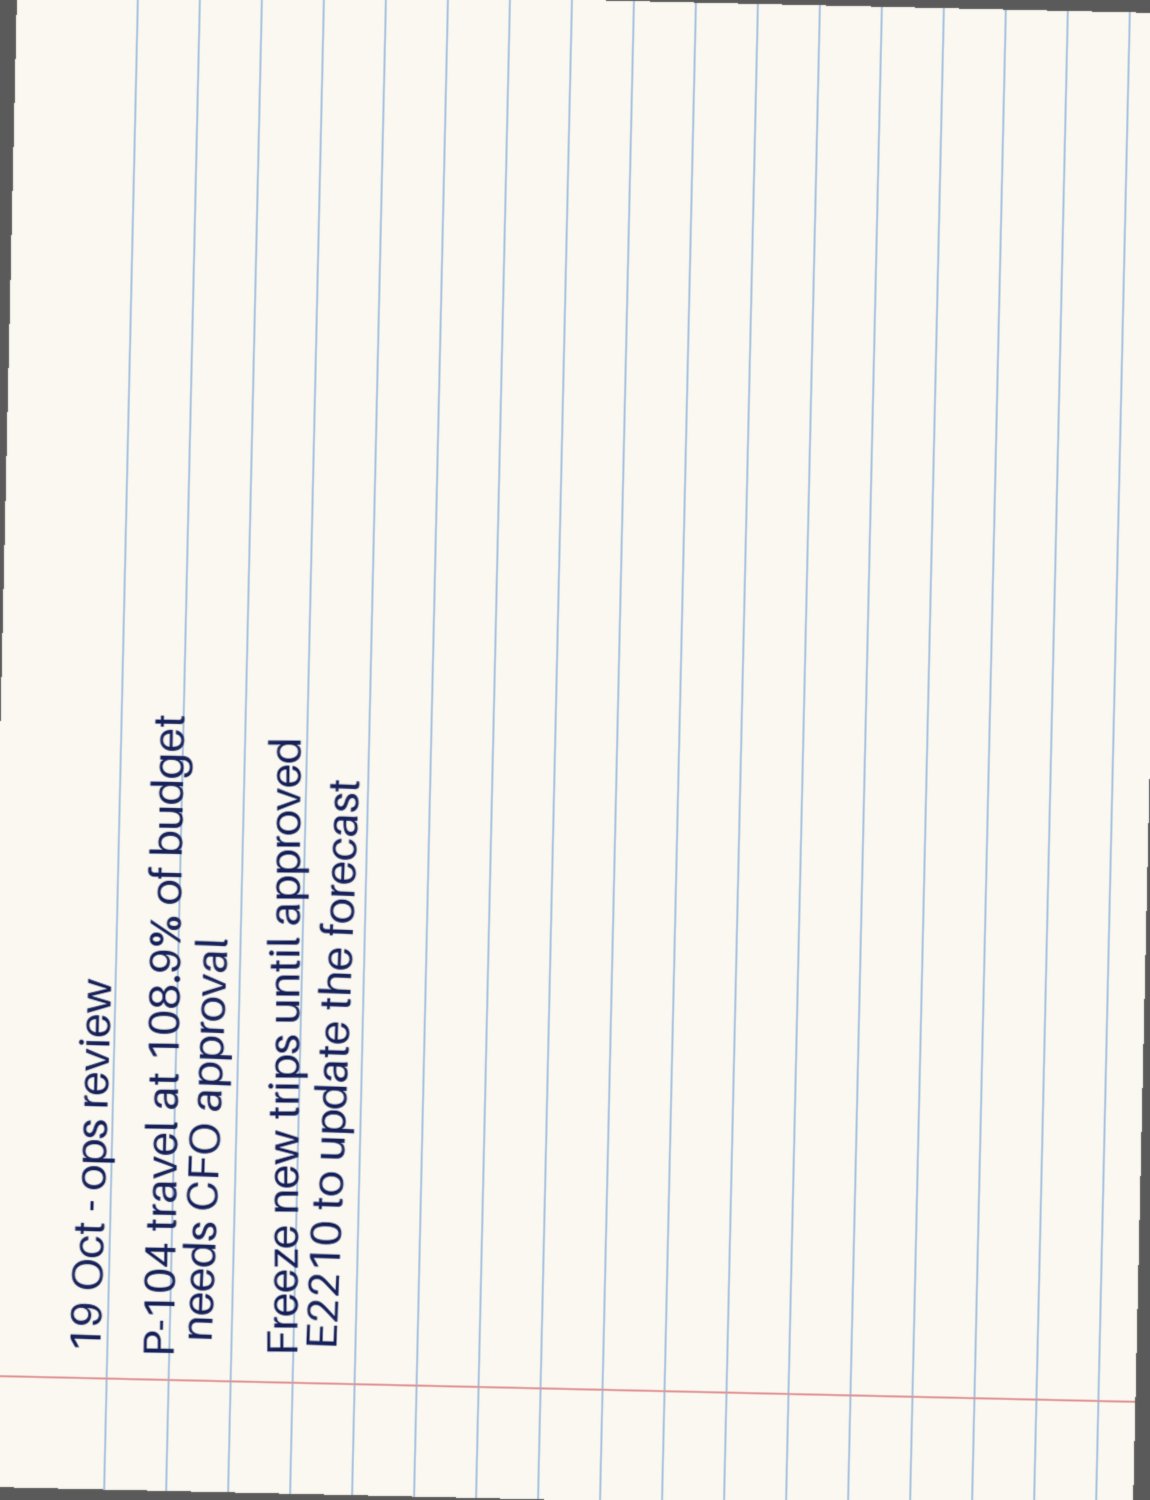 19 Oct - ops review
P-104 travel at 108.9% of budget
needs CFO approval
Freeze new trips until approved
E2210 to update the forecast